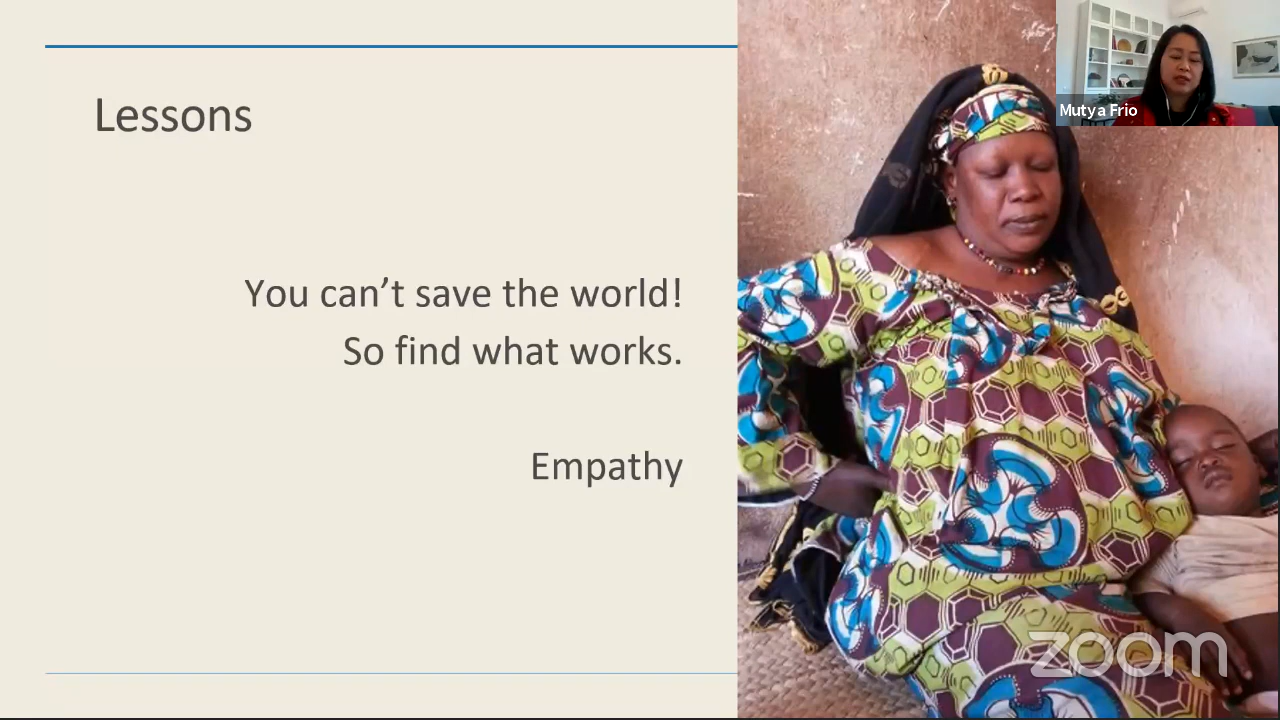 Lessons
You can't save the world!
So find what works.
Empathy
Mutya Frio
zoom